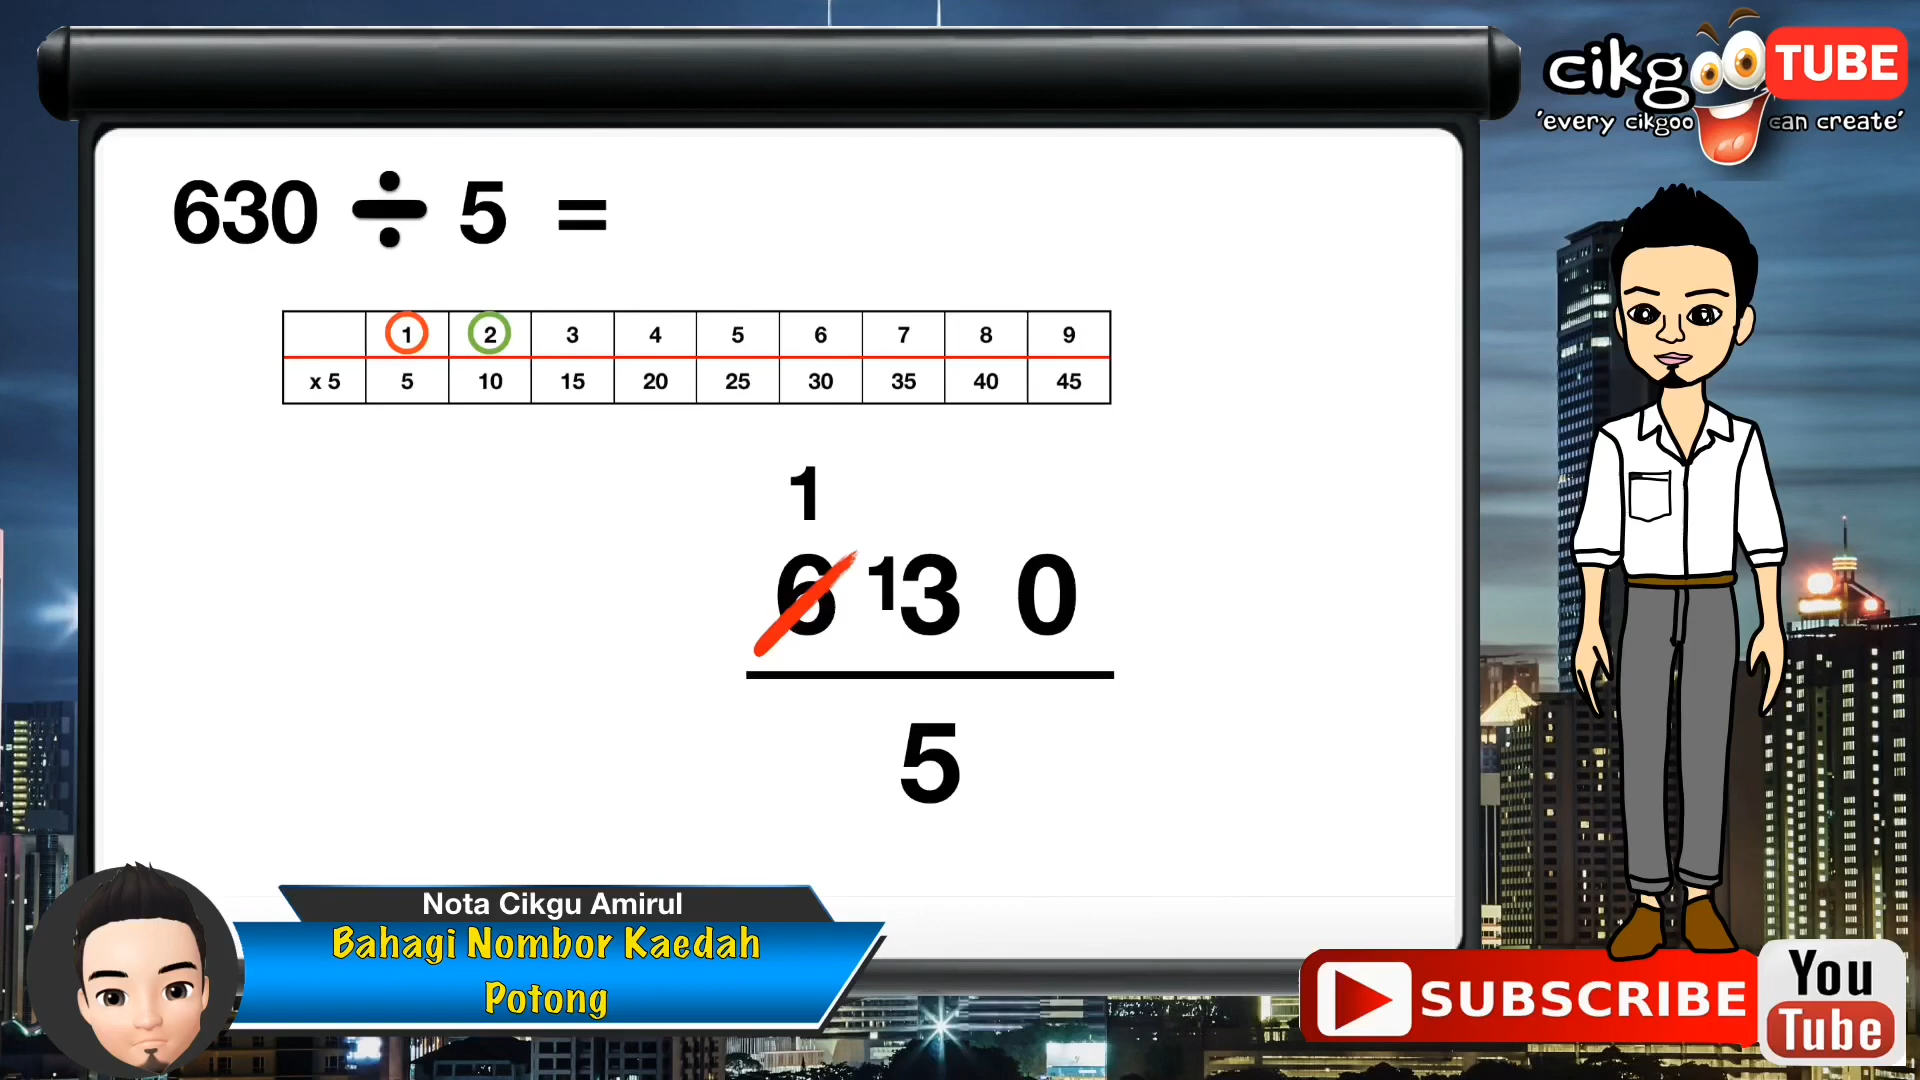 cikgoo TUBE
'every cikgoo can create'
630 ÷ 5 =
1 2 3 4 5 6 7 8 9
x 5 5 10 15 20 25 30 35 40 45
1
6 13 0
5
Nota Cikgu Amirul
Bahagi Nombor Kaedah
Potong
SUBSCRIBE
You
Tube